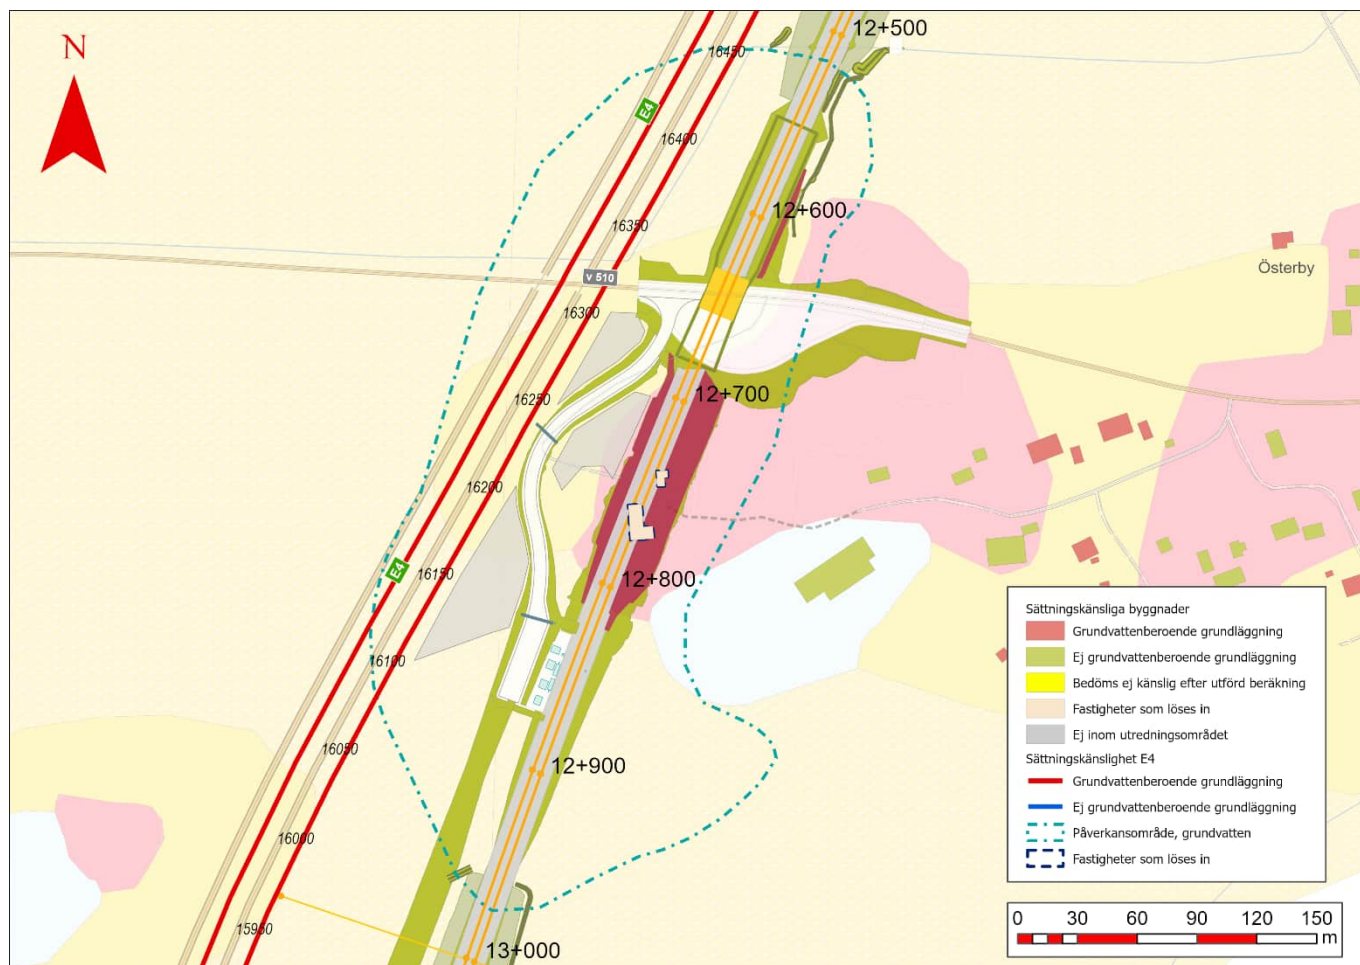 N
12+500
16450
E4
16400
16350
12+600
Österby
v 510
16300
16250
12+700
16200
E4
16150
12+800
16100
16050
12+900
16000
15950
13+000
Sättningskänsliga byggnader
Grundvattenberoende grundläggning
Ej grundvattenberoende grundläggning
Bedöms ej känslig efter utförd beräkning
Fastigheter som löses in
Ej inom utredningsområdet
Sättningskänslighet E4
Grundvattenberoende grundläggning
Ej grundvattenberoende grundläggning
Påverkansområde, grundvatten
Fastigheter som löses in
0 30 60 90 120 150
m